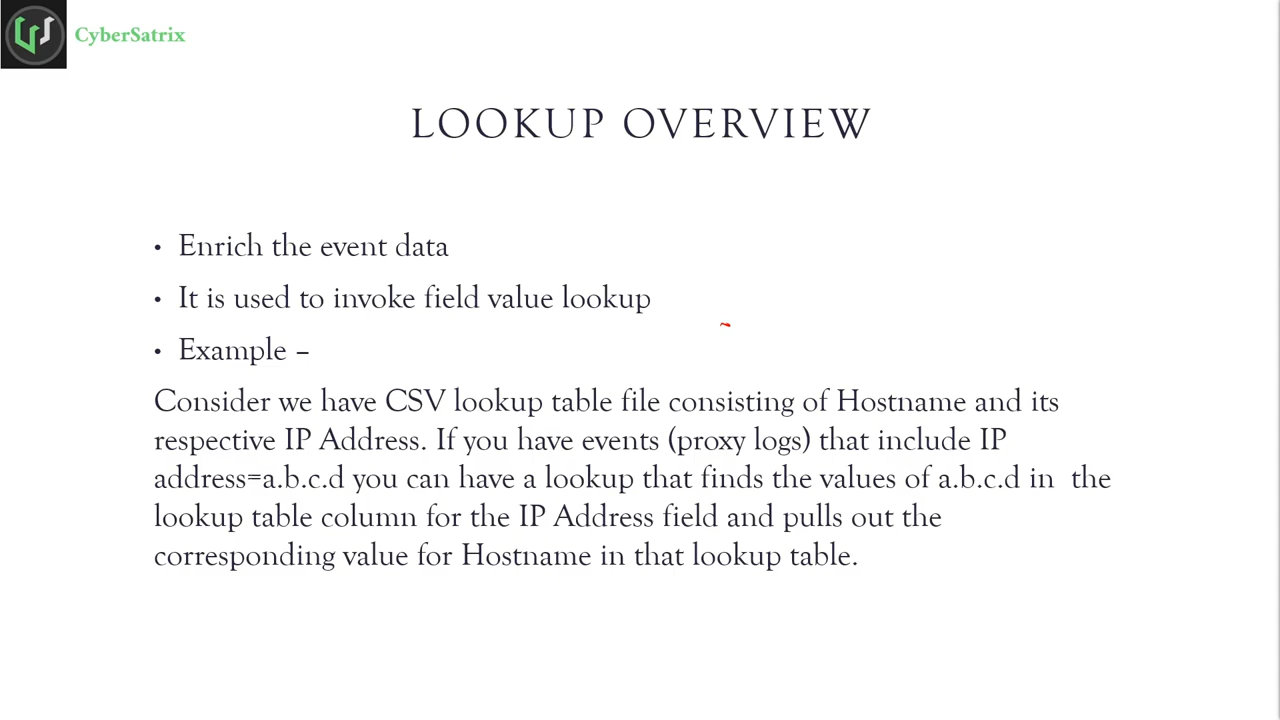 CyberSatrix
LOOKUP OVERVIEW
• Enrich the event data
• It is used to invoke field value lookup
• Example –
Consider we have CSV lookup table file consisting of Hostname and its
respective IP Address. If you have events (proxy logs) that include IP
address=a.b.c.d you can have a lookup that finds the values of a.b.c.d in the
lookup table column for the IP Address field and pulls out the
corresponding value for Hostname in that lookup table.